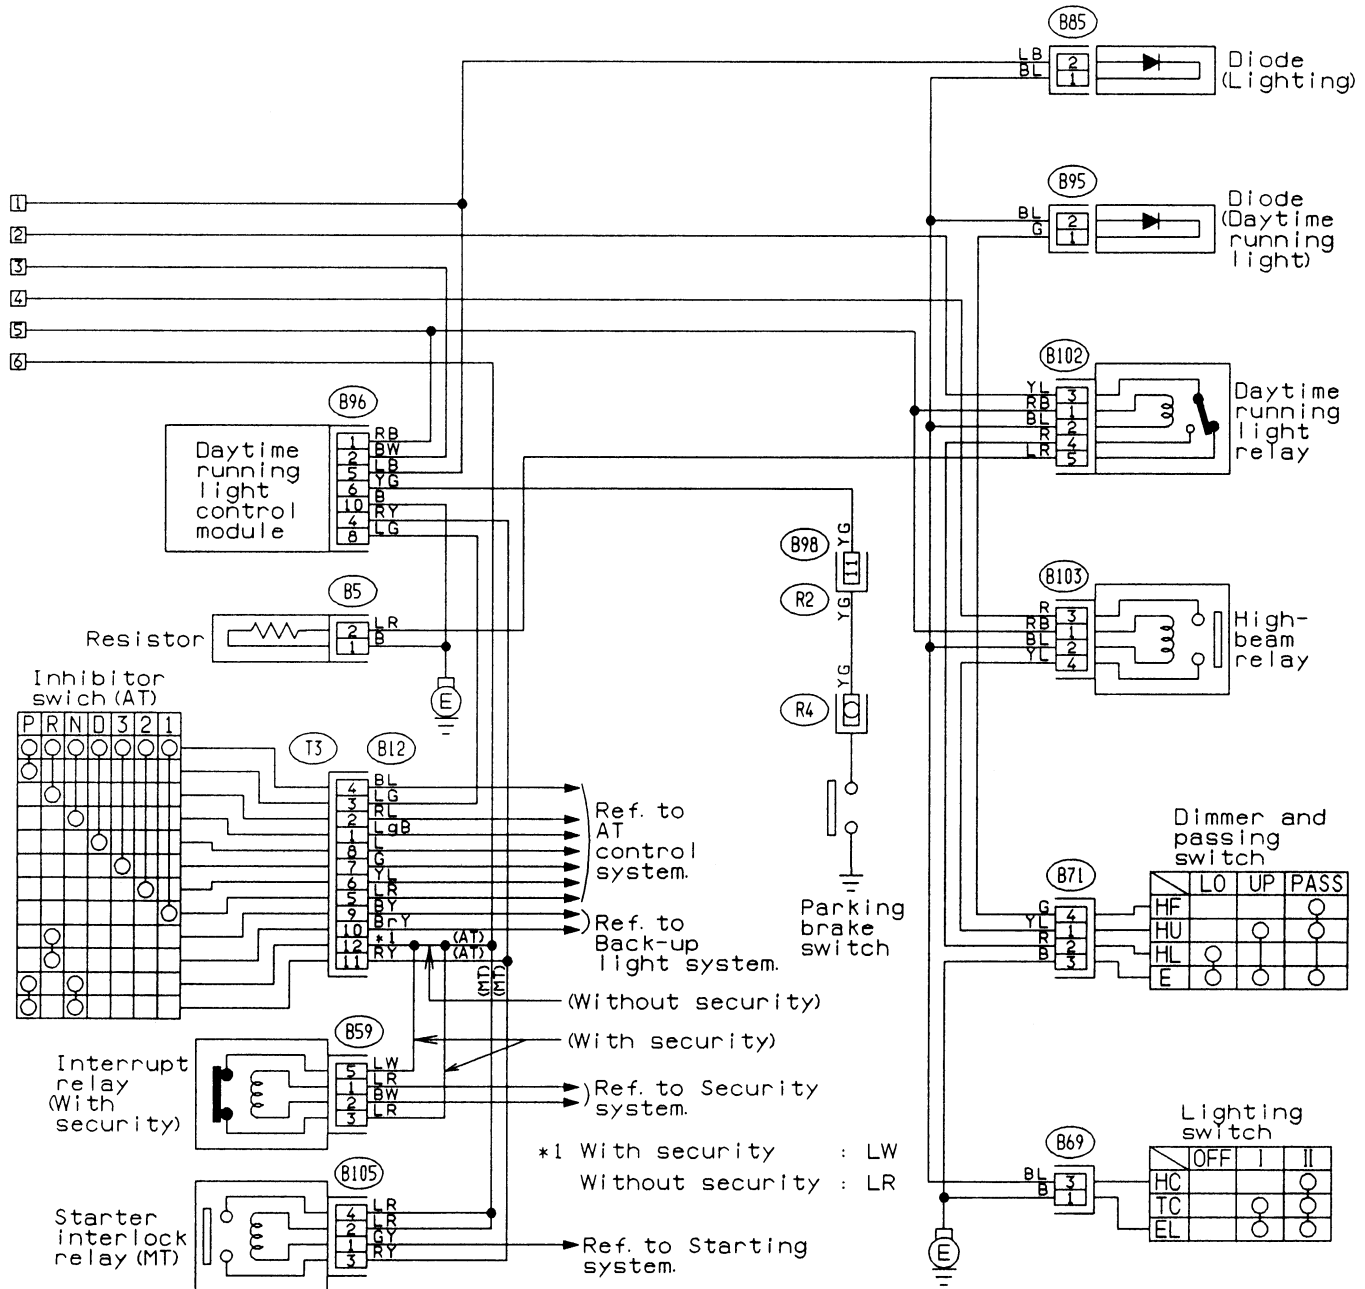 B85
LB
BL
2
1
Diode
(Lighting)
1
2
3
4
5
6
B95
BL
G
2
1
Diode
(Daytime
running
light)
B102
YL
RB
BL
R
LR
3
1
2
4
5
Daytime
running
light
relay
B96
Daytime
running
light
control
module
1
2
5
6
10
4
8
RB
BW
LB
YG
B
RY
LG
B98
YG
11
R2
YG
YG
R4
Parking
brake
switch
B103
R
RB
BL
YL
3
1
2
4
High-
beam
relay
B5
Resistor
2
1
LR
B
E
Inhibitor
swich (AT)
P R N D 3 2 1
T3
B12
4 BL
3 LG
2 RL
1 LgB
8 L
7 G
6 YL
5 LR
9 BY
10 BrY
12 *1 (AT)
11 RY (AT)
(MT)
(MT)
Ref. to
AT
control
system.
Ref. to
Back-up
light system.
(Without security)
(With security)
Dimmer and
passing
switch
B71
G
YL
R
B
4
1
2
3
LO UP PASS
HF
HU
HL
E
B59
Interrupt
relay
(With
security)
5 LW
1 LR
2 BW
3 LR
Ref. to Security
system.
*1 With security : LW
Without security : LR
B105
Starter
interlock
relay (MT)
4 LR
2 LR
1 GY
3 RY
Ref. to Starting
system.
Lighting
switch
B69
BL
B
3
1
OFF I II
HC
TC
EL
E